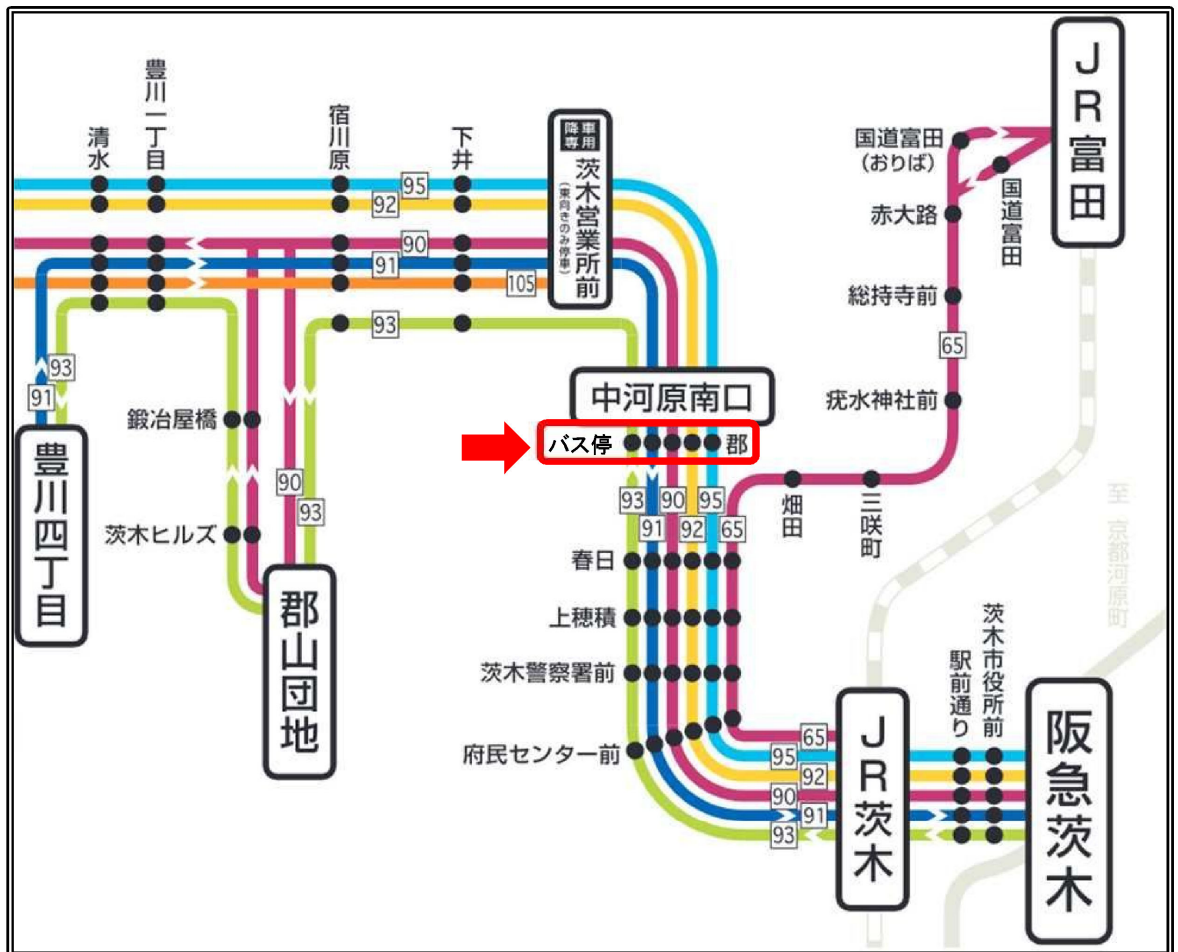 JR富田
豊川一丁目
清水
宿川原
下井
降車専用
茨木営業所前
(東向きのみ停車)
国道富田
(おりば)
国道富田
赤大路
総持寺前
疣水神社前
三咲町
畑田
95
92
90
91
105
93
65
93
91
豊川四丁目
鍛冶屋橋
茨木ヒルズ
90
93
郡山団地
中河原南口
バス停
郡
93
90
95
91
92
65
春日
上穂積
茨木警察署前
府民センター前
至 京都河原町
65
95
92
90
91
93
JR茨木
駅前通り
茨木市役所前
阪急茨木